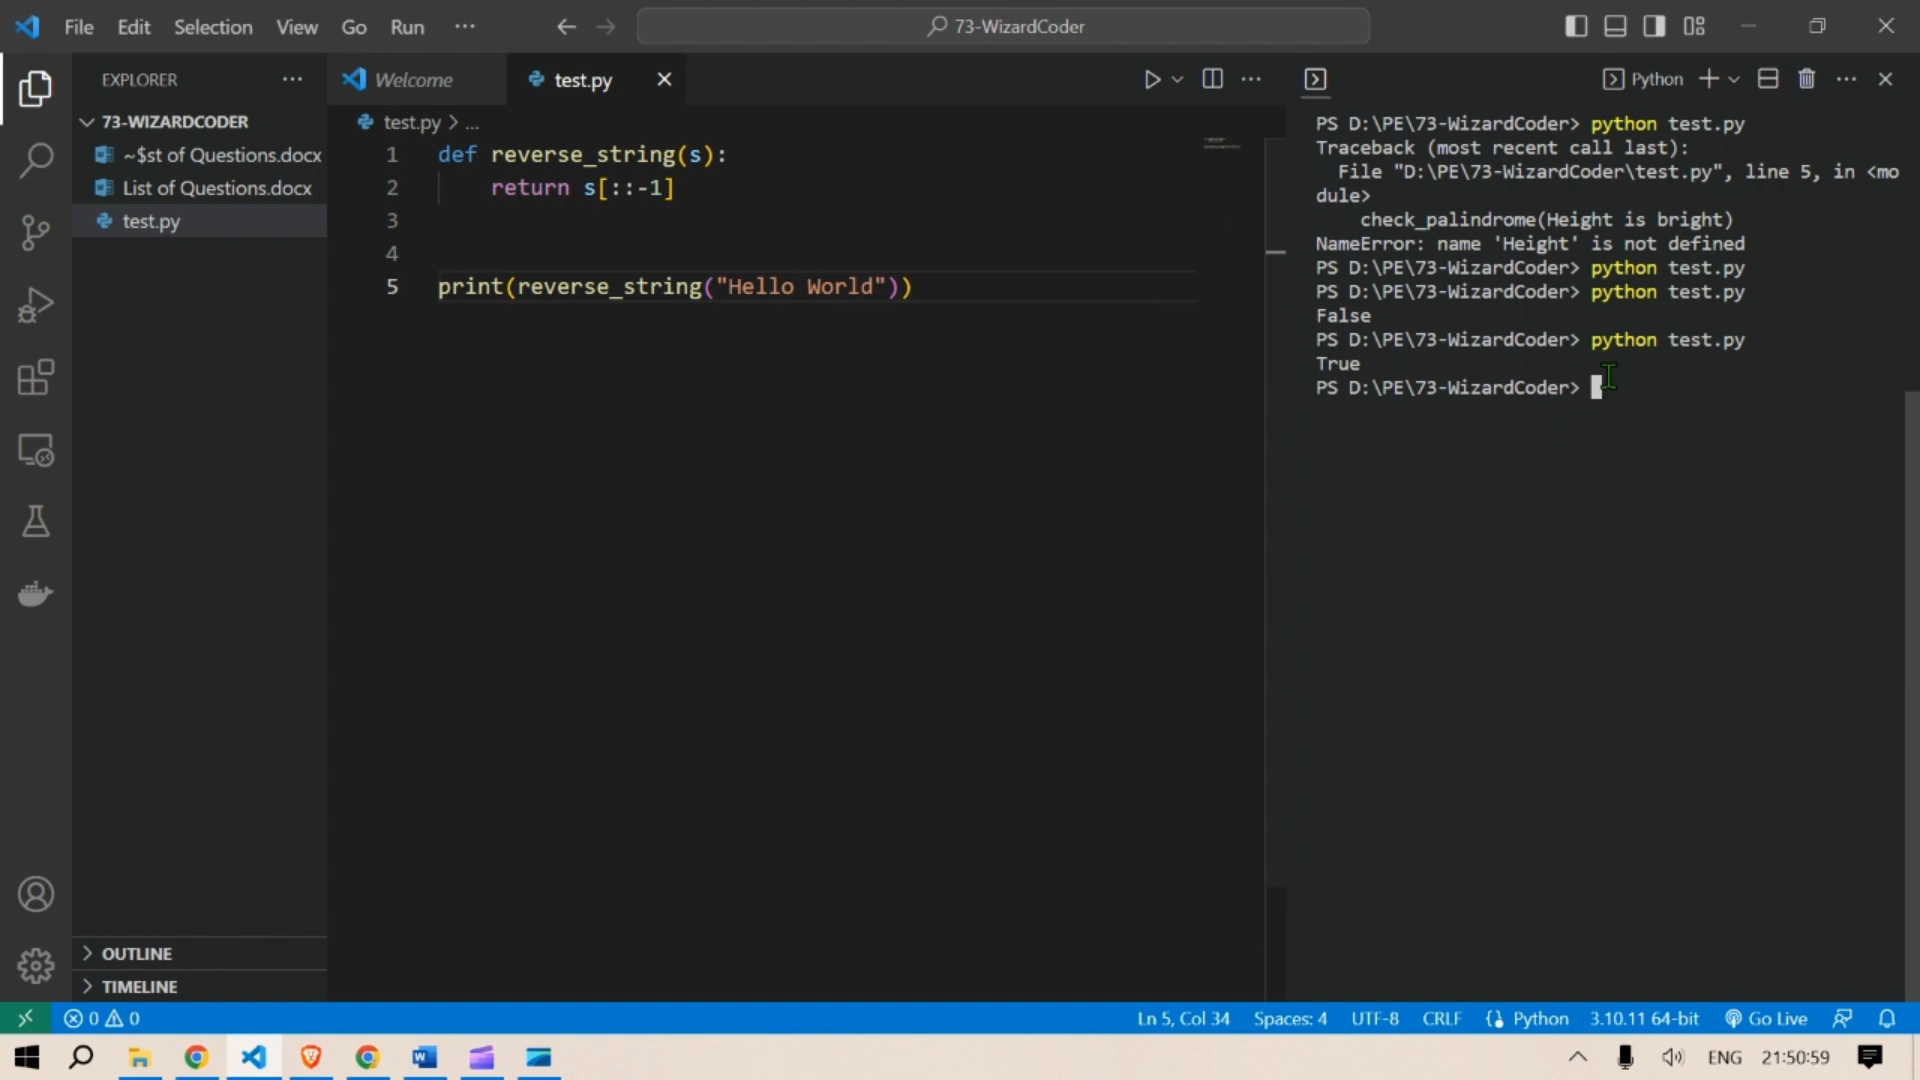 File Edit Selection View Go Run ···
73-WizardCoder
EXPLORER ···
73-WIZARDCODER
~$st of Questions.docx
List of Questions.docx
test.py
OUTLINE
TIMELINE
Welcome
test.py
test.py > ...
1 def reverse_string(s):
2     return s[::-1]
3
4
5 print(reverse_string("Hello World"))
Python
PS D:\PE\73-WizardCoder> python test.py
Traceback (most recent call last):
  File "D:\PE\73-WizardCoder\test.py", line 5, in <mo
dule>
    check_palindrome(Height is bright)
NameError: name 'Height' is not defined
PS D:\PE\73-WizardCoder> python test.py
PS D:\PE\73-WizardCoder> python test.py
False
PS D:\PE\73-WizardCoder> python test.py
True
PS D:\PE\73-WizardCoder>
0 0 Ln 5, Col 34 Spaces: 4 UTF-8 CRLF Python 3.10.11 64-bit Go Live
ENG 21:50:59